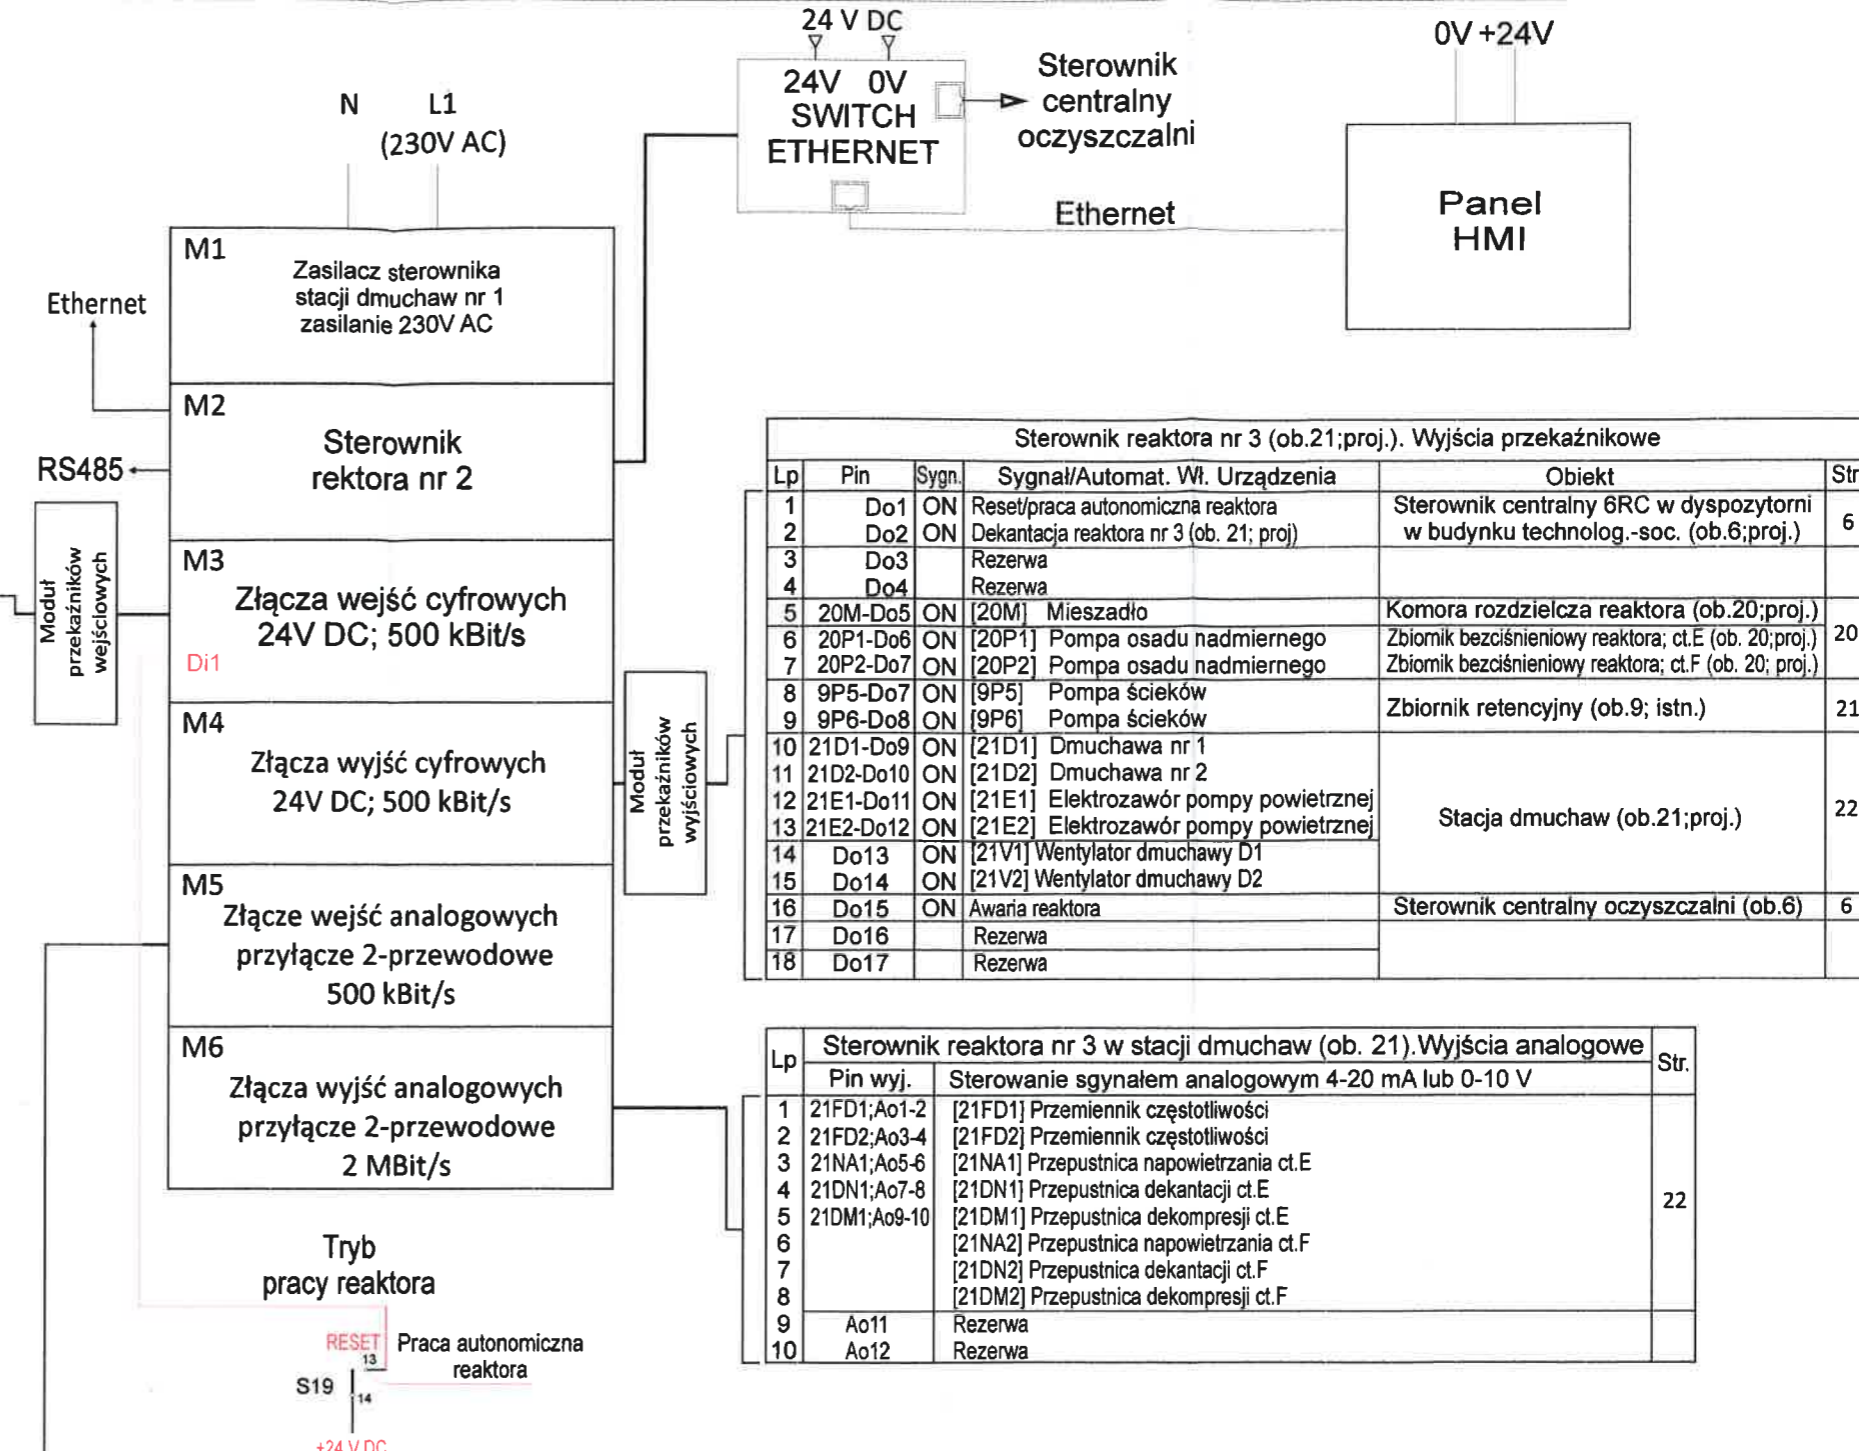 24 V DC
24V 0V
SWITCH
ETHERNET
Sterownik
centralny
oczyszczalni
0V +24V
Panel
HMI
Ethernet
N L1
(230V AC)
M1
Zasilacz sterownika
stacji dmuchaw nr 1
zasilanie 230V AC
Ethernet
M2
Sterownik
rektora nr 2
RS485
Moduł
przekaźników
wejściowych
M3
Złącza wejść cyfrowych
24V DC; 500 kBit/s
Di1
M4
Złącza wyjść cyfrowych
24V DC; 500 kBit/s
Moduł
przekaźników
wyjściowych
M5
Złącze wejść analogowych
przyłącze 2-przewodowe
500 kBit/s
M6
Złącza wyjść analogowych
przyłącze 2-przewodowe
2 MBit/s
Tryb
pracy reaktora
RESET
13
Praca autonomiczna
reaktora
S19
14
+24 V DC
Sterownik reaktora nr 3 (ob.21;proj.). Wyjścia przekaźnikowe
Lp Pin Sygn. Sygnał/Automat. Wł. Urządzenia Obiekt Str
1 Do1 ON Reset/praca autonomiczna reaktora Sterownik centralny 6RC w dyspozytorni 6
2 Do2 ON Dekantacja reaktora nr 3 (ob. 21; proj) w budynku technolog.-soc. (ob.6;proj.)
3 Do3 Rezerwa
4 Do4 Rezerwa
5 20M-Do5 ON [20M] Mieszadło Komora rozdzielcza reaktora (ob.20;proj.) 20
6 20P1-Do6 ON [20P1] Pompa osadu nadmiernego Zbiornik bezciśnieniowy reaktora; ct.E (ob. 20;proj.)
7 20P2-Do7 ON [20P2] Pompa osadu nadmiernego Zbiornik bezciśnieniowy reaktora; ct.F (ob. 20; proj.)
8 9P5-Do7 ON [9P5] Pompa ścieków Zbiornik retencyjny (ob.9; istn.) 21
9 9P6-Do8 ON [9P6] Pompa ścieków
10 21D1-Do9 ON [21D1] Dmuchawa nr 1 Stacja dmuchaw (ob.21;proj.) 22
11 21D2-Do10 ON [21D2] Dmuchawa nr 2
12 21E1-Do11 ON [21E1] Elektrozawór pompy powietrznej
13 21E2-Do12 ON [21E2] Elektrozawór pompy powietrznej
14 Do13 ON [21V1] Wentylator dmuchawy D1
15 Do14 ON [21V2] Wentylator dmuchawy D2
16 Do15 ON Awaria reaktora Sterownik centralny oczyszczalni (ob.6) 6
17 Do16 Rezerwa
18 Do17 Rezerwa
Lp Sterownik reaktora nr 3 w stacji dmuchaw (ob. 21).Wyjścia analogowe Str.
Pin wyj. Sterowanie sgynałem analogowym 4-20 mA lub 0-10 V
1 21FD1;Ao1-2 [21FD1] Przemiennik częstotliwości 22
2 21FD2;Ao3-4 [21FD2] Przemiennik częstotliwości
3 21NA1;Ao5-6 [21NA1] Przepustnica napowietrzania ct.E
4 21DN1;Ao7-8 [21DN1] Przepustnica dekantacji ct.E
5 21DM1;Ao9-10 [21DM1] Przepustnica dekompresji ct.E
6 [21NA2] Przepustnica napowietrzania ct.F
7 [21DN2] Przepustnica dekantacji ct.F
8 [21DM2] Przepustnica dekompresji ct.F
9 Ao11 Rezerwa
10 Ao12 Rezerwa